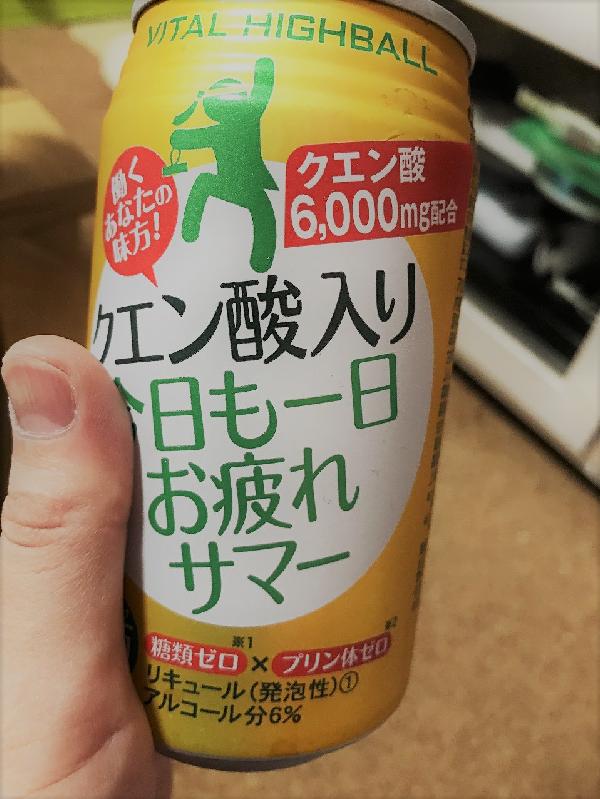 VITAL HIGHBALL
働く
あなたの
味方!
クエン酸
6,000mg配合
クエン酸入り
今日も一日
お疲れ
サマー
※1
※2
糖類ゼロ×プリン体ゼロ
リキュール(発泡性)①
アルコール分6%